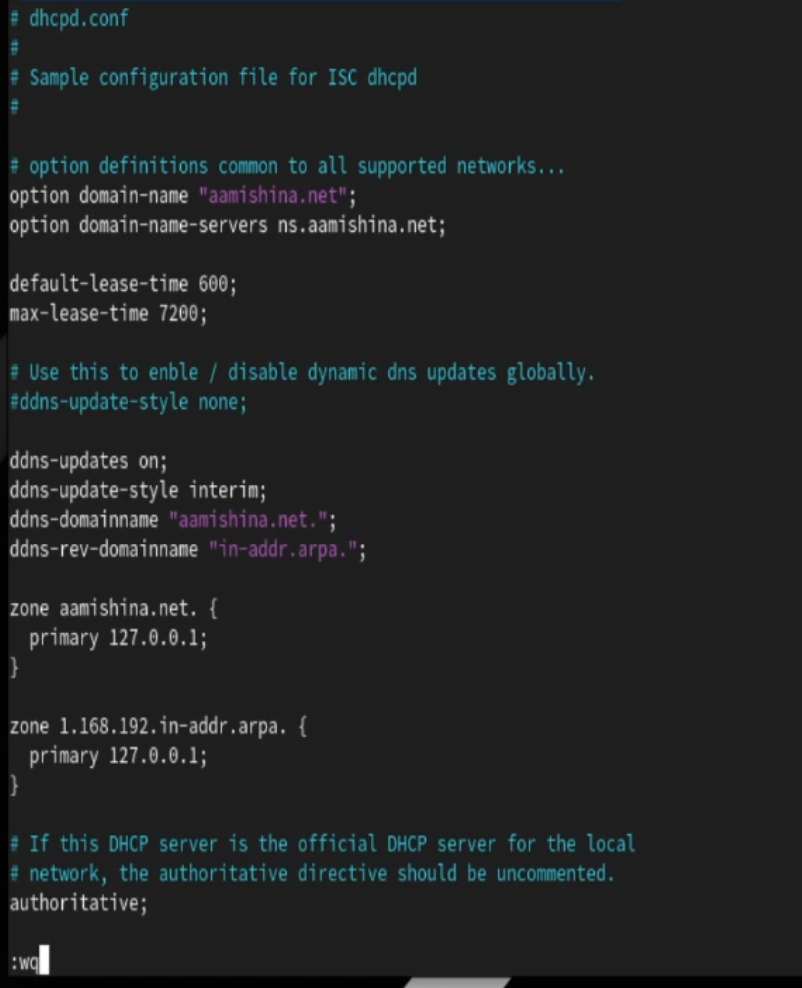 # dhcpd.conf
#
# Sample configuration file for ISC dhcpd
#
# option definitions common to all supported networks...
option domain-name "aamishina.net";
option domain-name-servers ns.aamishina.net;
default-lease-time 600;
max-lease-time 7200;
# Use this to enble / disable dynamic dns updates globally.
#ddns-update-style none;
ddns-updates on;
ddns-update-style interim;
ddns-domainname "aamishina.net.";
ddns-rev-domainname "in-addr.arpa.";
zone aamishina.net. {
  primary 127.0.0.1;
}
zone 1.168.192.in-addr.arpa. {
  primary 127.0.0.1;
}
# If this DHCP server is the official DHCP server for the local
# network, the authoritative directive should be uncommented.
authoritative;
:wq